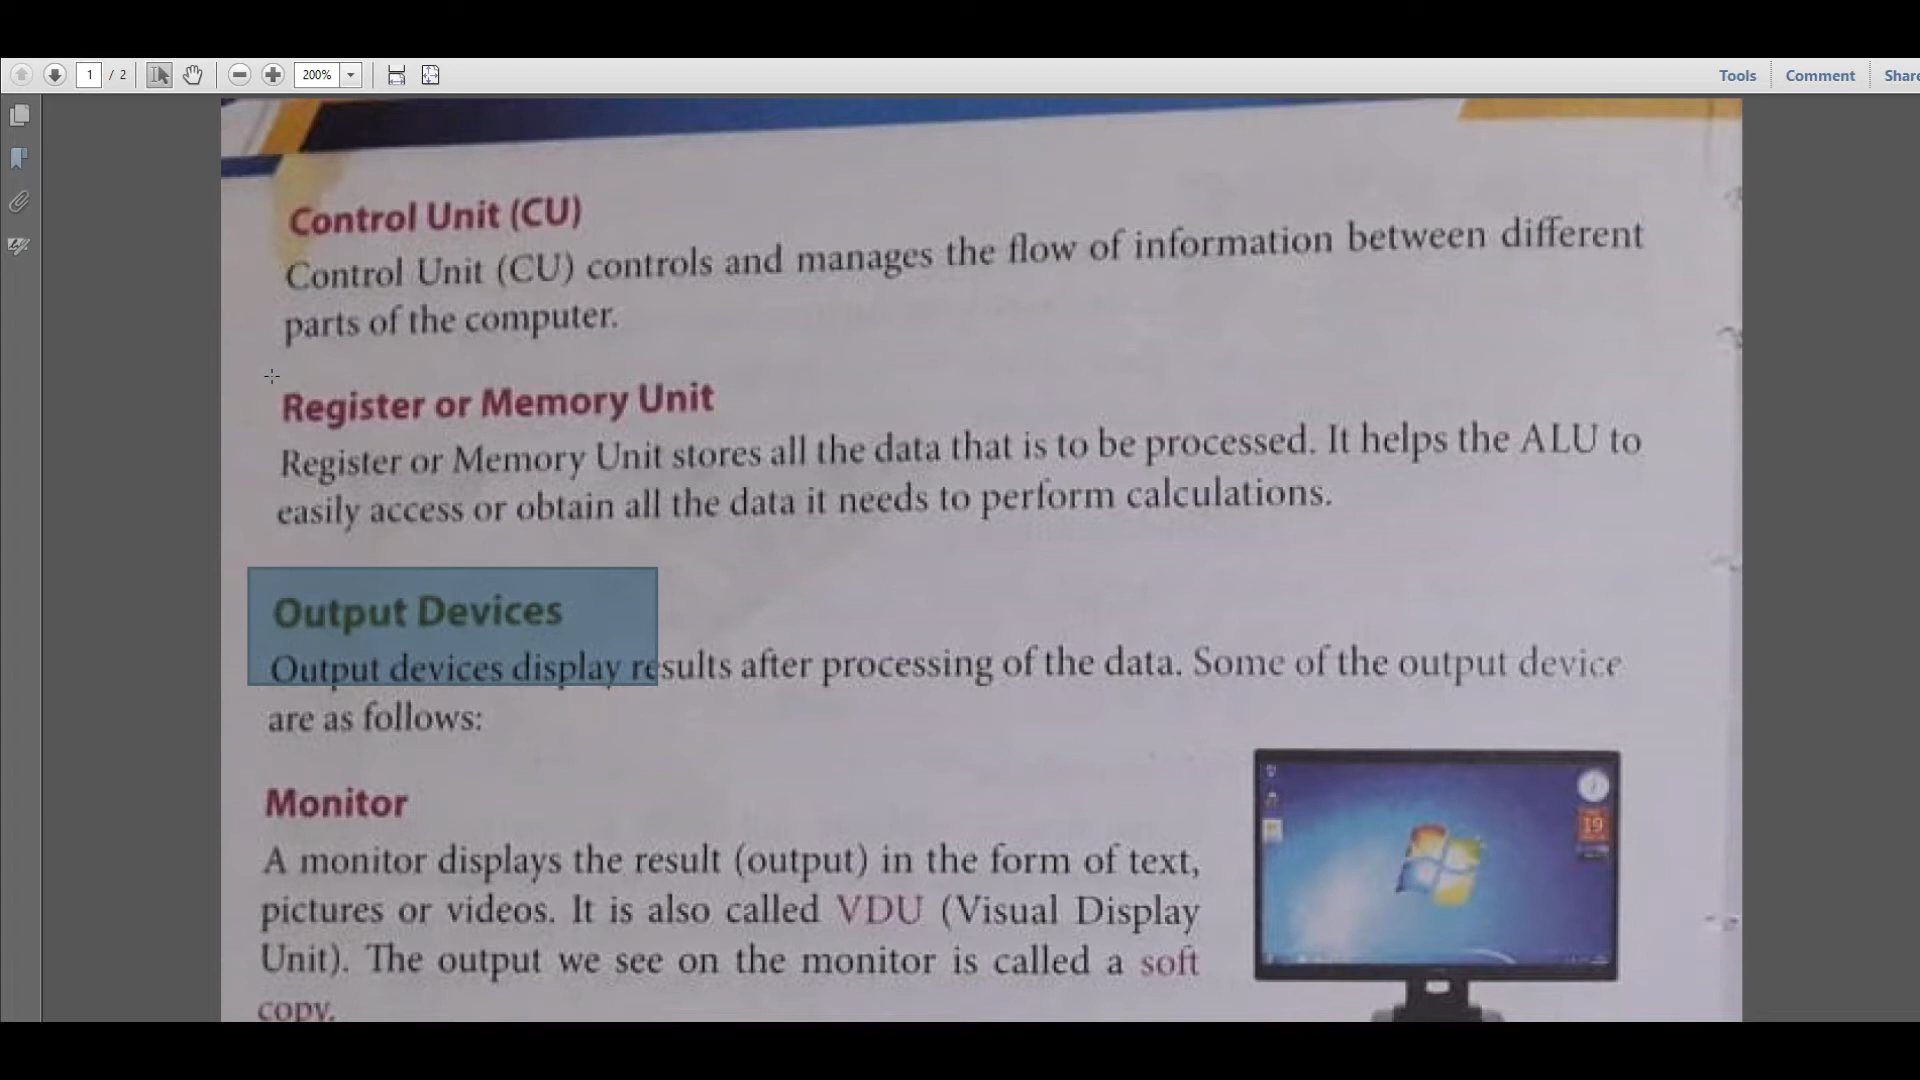 1 / 2
200%
Tools
Comment
Share
Control Unit (CU)
Control Unit (CU) controls and manages the flow of information between different
parts of the computer.
Register or Memory Unit
Register or Memory Unit stores all the data that is to be processed. It helps the ALU to
easily access or obtain all the data it needs to perform calculations.
Output Devices
Output devices display results after processing of the data. Some of the output device
are as follows:
Monitor
A monitor displays the result (output) in the form of text,
pictures or videos. It is also called VDU (Visual Display
Unit). The output we see on the monitor is called a soft
copy.
19